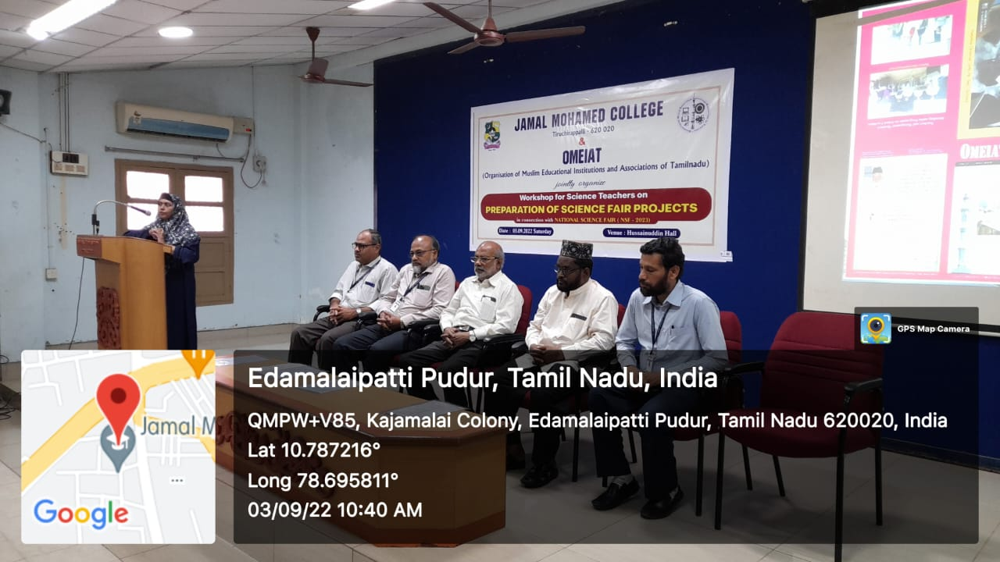 JAMAL MOHAMED COLLEGE
Tiruchirappalli - 620 020
&
OMEIAT
(Organisation of Muslim Educational Institutions and Associations of Tamilnadu)
jointly organize
Workshop for Science Teachers on
PREPARATION OF SCIENCE FAIR PROJECTS
in connection with NATIONAL SCIENCE FAIR ( NSF - 2023)
Date : 03.09.2022 Saturday
Venue : Hussainuddin Hall
OMEIA
GPS Map Camera
Jamal M
Google
Edamalaipatti Pudur, Tamil Nadu, India
QMPW+V85, Kajamalai Colony, Edamalaipatti Pudur, Tamil Nadu 620020, India
Lat 10.787216°
Long 78.695811°
03/09/22 10:40 AM